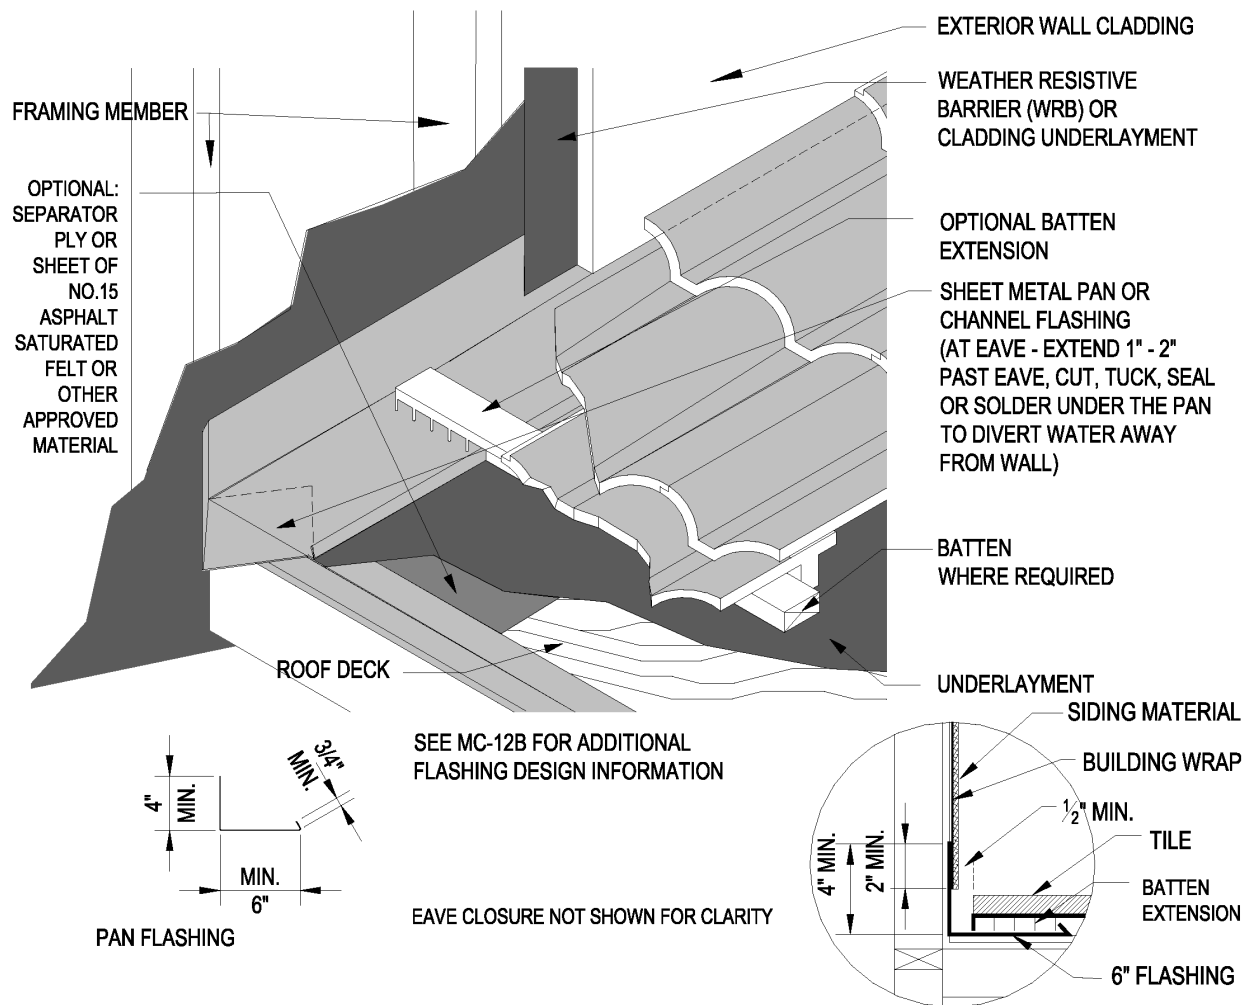 EXTERIOR WALL CLADDING
WEATHER RESISTIVE
BARRIER (WRB) OR
CLADDING UNDERLAYMENT
FRAMING MEMBER
OPTIONAL:
SEPARATOR
PLY OR
SHEET OF
NO.15
ASPHALT
SATURATED
FELT OR
OTHER
APPROVED
MATERIAL
OPTIONAL BATTEN
EXTENSION
SHEET METAL PAN OR
CHANNEL FLASHING
(AT EAVE - EXTEND 1" - 2"
PAST EAVE, CUT, TUCK, SEAL
OR SOLDER UNDER THE PAN
TO DIVERT WATER AWAY
FROM WALL)
BATTEN
WHERE REQUIRED
ROOF DECK
UNDERLAYMENT
SEE MC-12B FOR ADDITIONAL
FLASHING DESIGN INFORMATION
3/4"
MIN.
4"
MIN.
MIN.
6"
PAN FLASHING
EAVE CLOSURE NOT SHOWN FOR CLARITY
SIDING MATERIAL
BUILDING WRAP
1/2" MIN.
TILE
4" MIN.
2" MIN.
BATTEN
EXTENSION
6" FLASHING